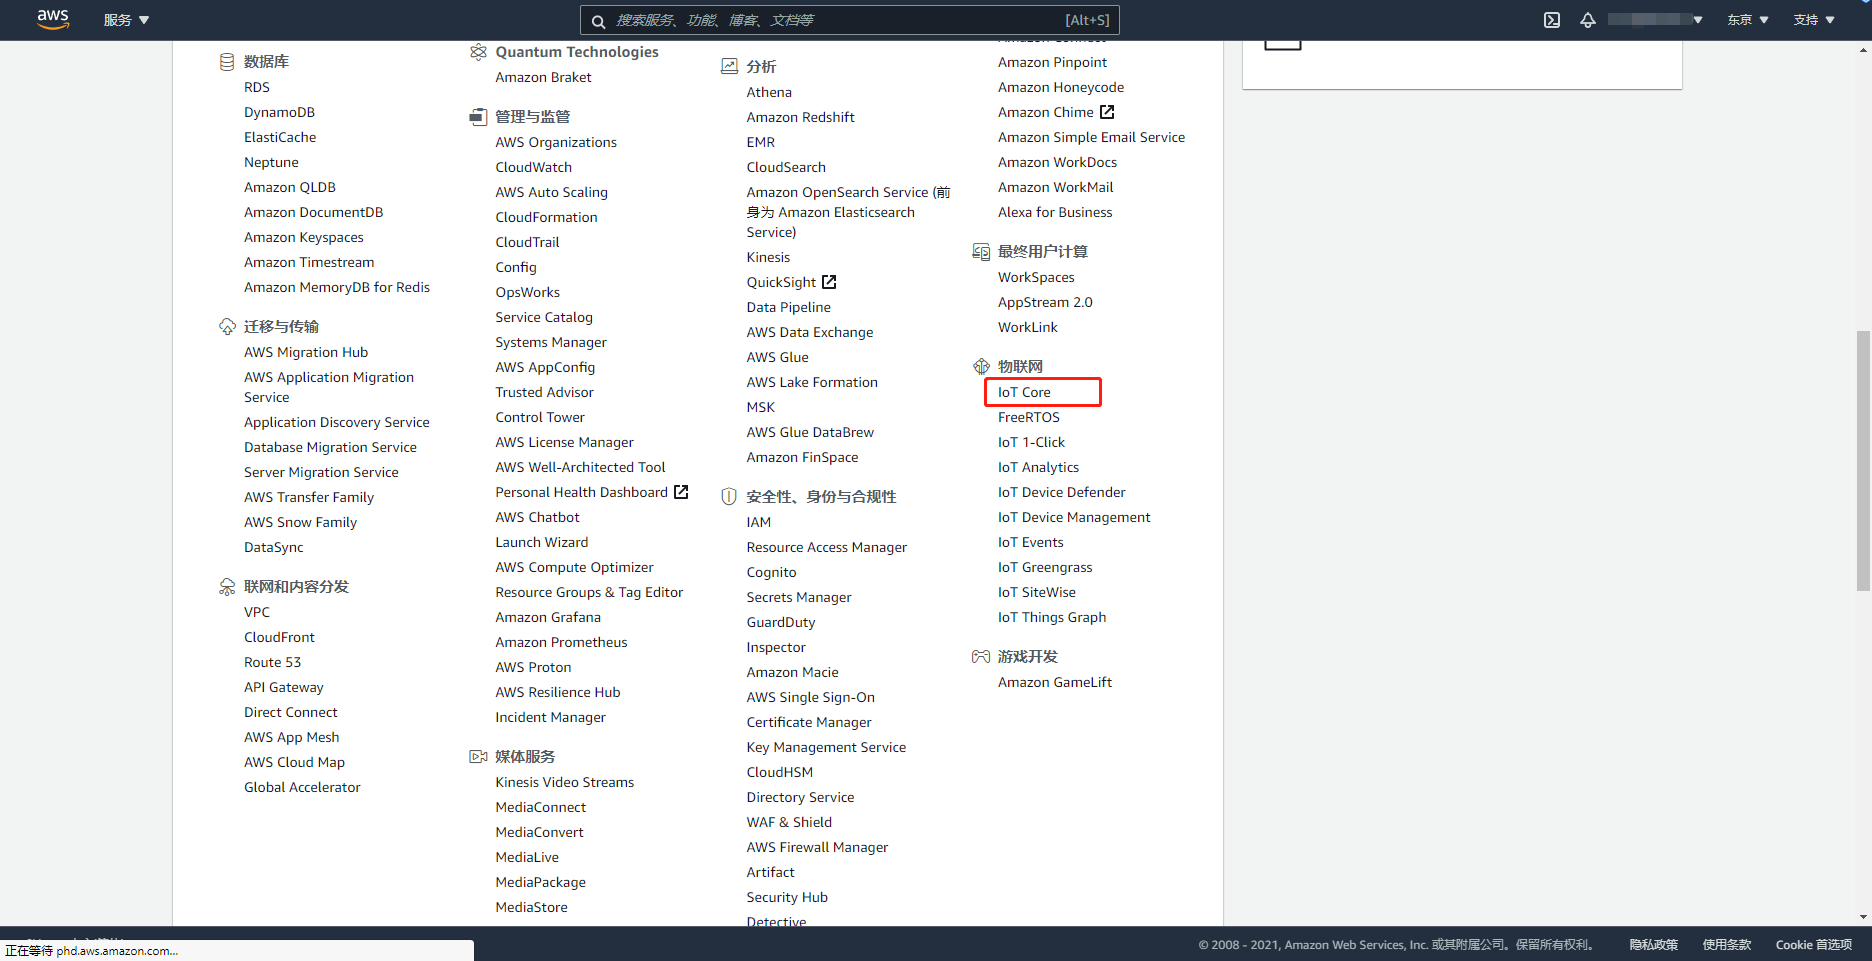 aws
服务 ▼
搜索服务、功能、博客、文档等
[Alt+S]
东京 ▼
支持 ▼
数据库
RDS
DynamoDB
ElastiCache
Neptune
Amazon QLDB
Amazon DocumentDB
Amazon Keyspaces
Amazon Timestream
Amazon MemoryDB for Redis
迁移与传输
AWS Migration Hub
AWS Application Migration
Service
Application Discovery Service
Database Migration Service
Server Migration Service
AWS Transfer Family
AWS Snow Family
DataSync
联网和内容分发
VPC
CloudFront
Route 53
API Gateway
Direct Connect
AWS App Mesh
AWS Cloud Map
Global Accelerator
Quantum Technologies
Amazon Braket
管理与监管
AWS Organizations
CloudWatch
AWS Auto Scaling
CloudFormation
CloudTrail
Config
OpsWorks
Service Catalog
Systems Manager
AWS AppConfig
Trusted Advisor
Control Tower
AWS License Manager
AWS Well-Architected Tool
Personal Health Dashboard
AWS Chatbot
Launch Wizard
AWS Compute Optimizer
Resource Groups & Tag Editor
Amazon Grafana
Amazon Prometheus
AWS Proton
AWS Resilience Hub
Incident Manager
媒体服务
Kinesis Video Streams
MediaConnect
MediaConvert
MediaLive
MediaPackage
MediaStore
分析
Athena
Amazon Redshift
EMR
CloudSearch
Amazon OpenSearch Service (前
身为 Amazon Elasticsearch
Service)
Kinesis
QuickSight
Data Pipeline
AWS Data Exchange
AWS Glue
AWS Lake Formation
MSK
AWS Glue DataBrew
Amazon FinSpace
安全性、身份与合规性
IAM
Resource Access Manager
Cognito
Secrets Manager
GuardDuty
Inspector
Amazon Macie
AWS Single Sign-On
Certificate Manager
Key Management Service
CloudHSM
Directory Service
WAF & Shield
AWS Firewall Manager
Artifact
Security Hub
Detective
Amazon Connect
Amazon Pinpoint
Amazon Honeycode
Amazon Chime
Amazon Simple Email Service
Amazon WorkDocs
Amazon WorkMail
Alexa for Business
最终用户计算
WorkSpaces
AppStream 2.0
WorkLink
物联网
IoT Core
FreeRTOS
IoT 1-Click
IoT Analytics
IoT Device Defender
IoT Device Management
IoT Events
IoT Greengrass
IoT SiteWise
IoT Things Graph
游戏开发
Amazon GameLift
正在等待 phd.aws.amazon.com...
© 2008 - 2021, Amazon Web Services, Inc. 或其附属公司。保留所有权利。
隐私政策
使用条款
Cookie 首选项